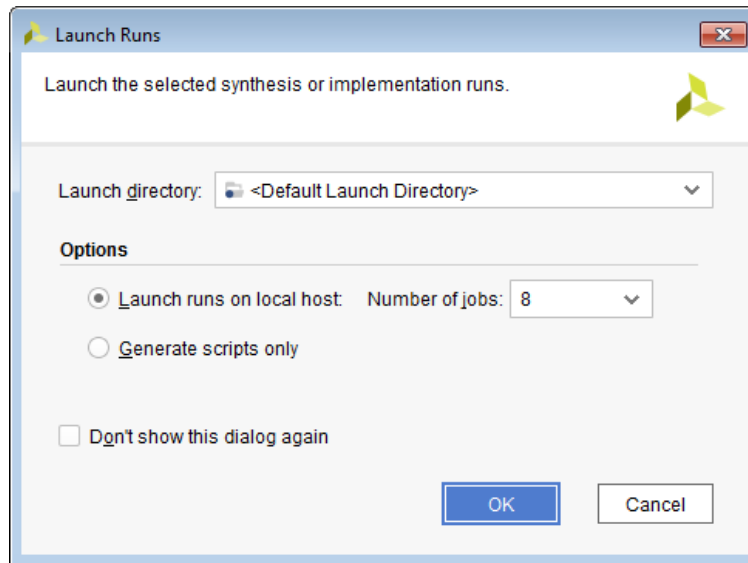 Launch Runs
Launch the selected synthesis or implementation runs.
Launch directory: <Default Launch Directory>
Options
Launch runs on local host: Number of jobs: 8
Generate scripts only
Don't show this dialog again
OK Cancel